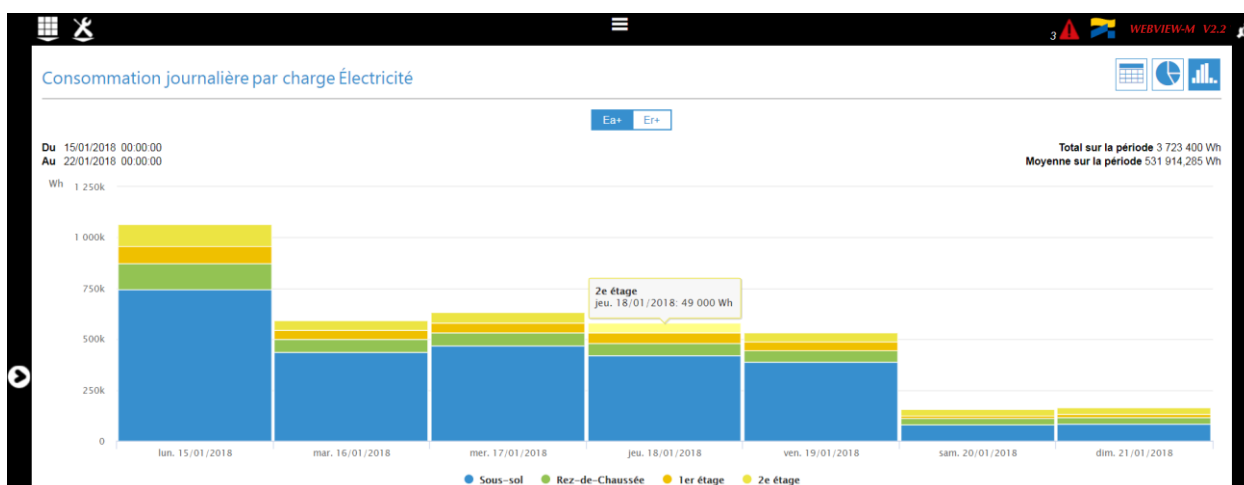 3 WEBVIEW-M V2.2
Consommation journalière par charge Électricité
Ea+ Er+
Du 15/01/2018 00:00:00
Au 22/01/2018 00:00:00
Total sur la période 3 723 400 Wh
Moyenne sur la période 531 914,285 Wh
Wh
1 250k
1 000k
750k
500k
250k
0
2e étage
jeu. 18/01/2018: 49 000 Wh
lun. 15/01/2018 mar. 16/01/2018 mer. 17/01/2018 jeu. 18/01/2018 ven. 19/01/2018 sam. 20/01/2018 dim. 21/01/2018
Sous-sol Rez-de-Chaussée 1er étage 2e étage